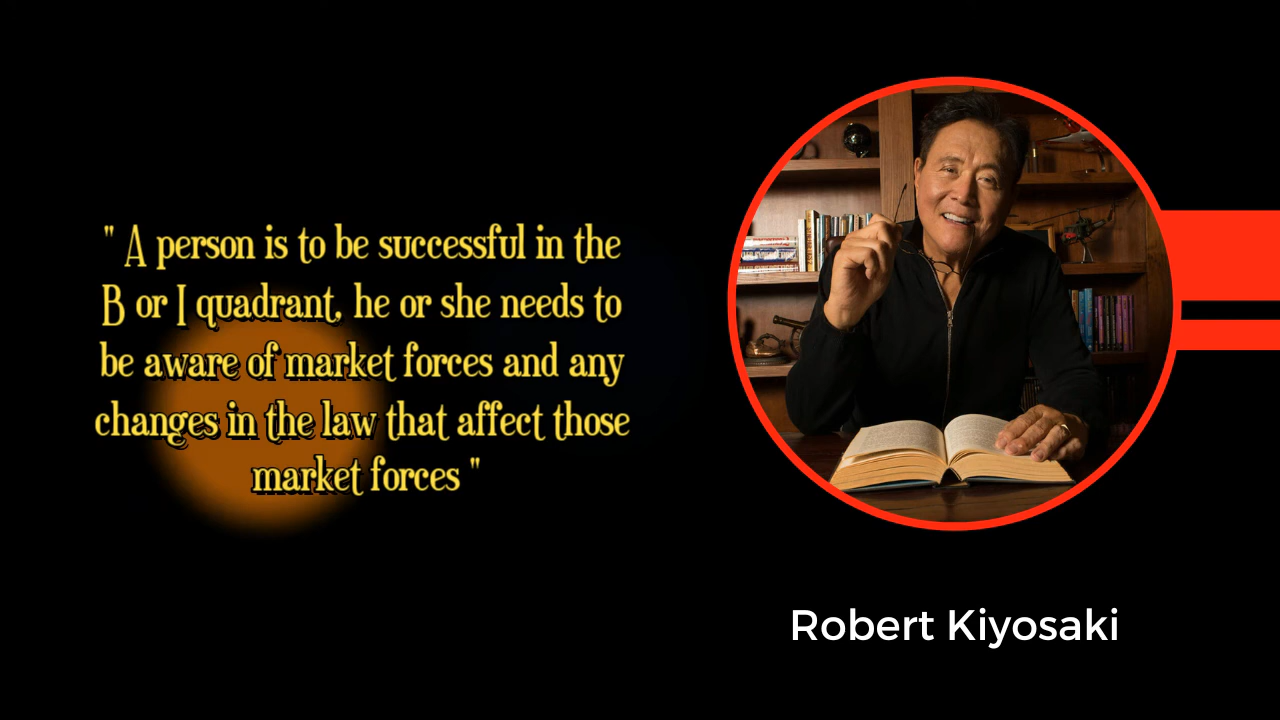 " A person is to be successful in the
B or I quadrant, he or she needs to
be aware of market forces and any
changes in the law that affect those
market forces "
Robert Kiyosaki